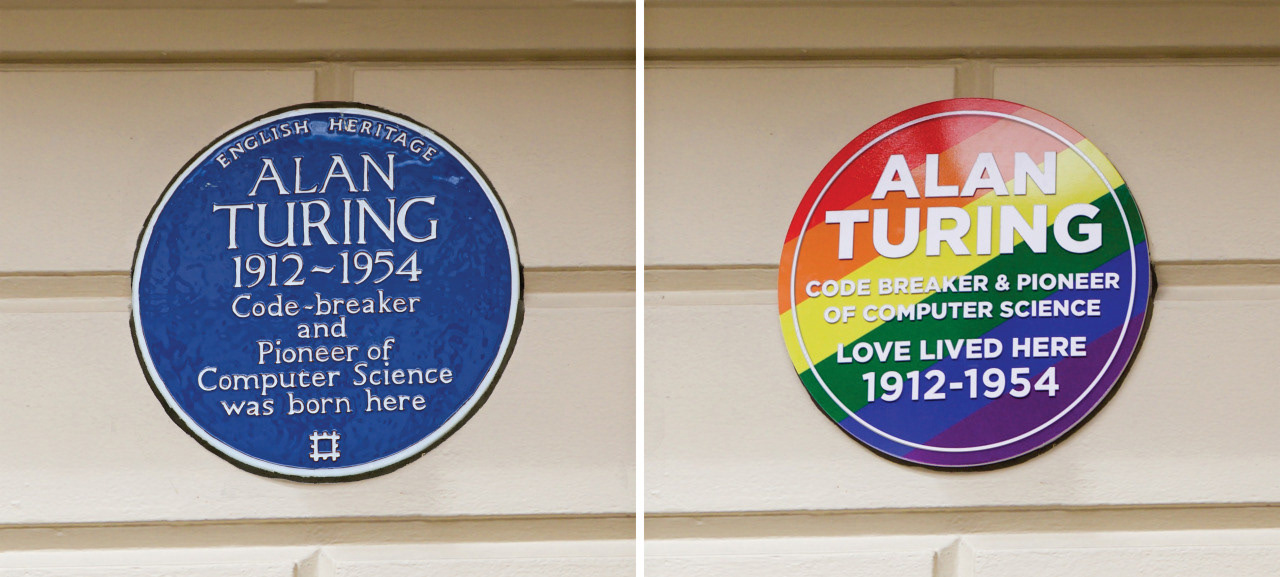 ENGLISH HERITAGE
ALAN
TURING
1912~1954
Code-breaker
and
Pioneer of
Computer Science
was born here
ALAN
TURING
CODE BREAKER & PIONEER
OF COMPUTER SCIENCE
LOVE LIVED HERE
1912-1954